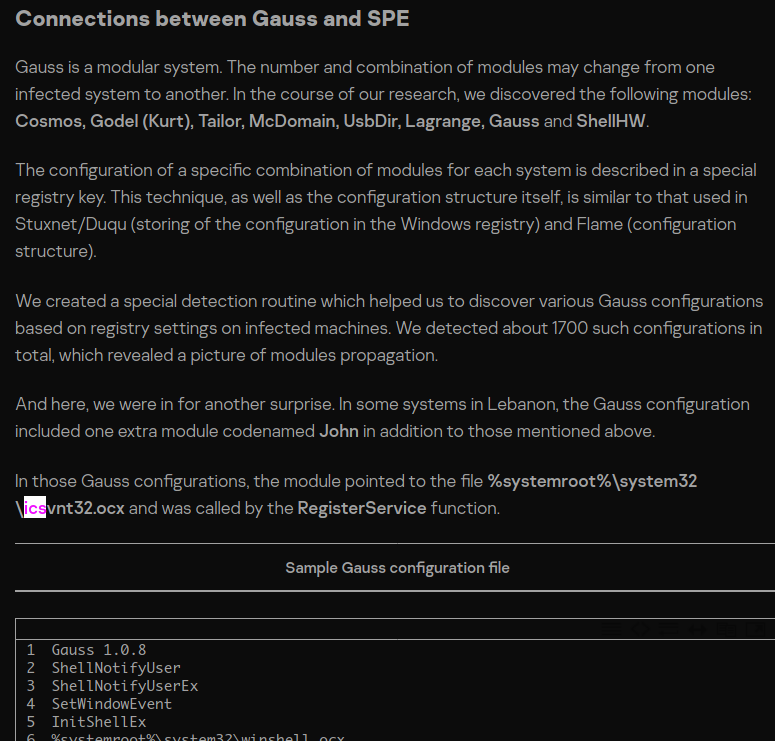 Connections between Gauss and SPE
Gauss is a modular system. The number and combination of modules may change from one
infected system to another. In the course of our research, we discovered the following modules:
Cosmos, Godel (Kurt), Tailor, McDomain, UsbDir, Lagrange, Gauss and ShellHW.
The configuration of a specific combination of modules for each system is described in a special
registry key. This technique, as well as the configuration structure itself, is similar to that used in
Stuxnet/Duqu (storing of the configuration in the Windows registry) and Flame (configuration
structure).
We created a special detection routine which helped us to discover various Gauss configurations
based on registry settings on infected machines. We detected about 1700 such configurations in
total, which revealed a picture of modules propagation.
And here, we were in for another surprise. In some systems in Lebanon, the Gauss configuration
included one extra module codenamed John in addition to those mentioned above.
In those Gauss configurations, the module pointed to the file %systemroot%\system32
\icsvnt32.ocx and was called by the RegisterService function.
Sample Gauss configuration file
1 Gauss 1.0.8
2 ShellNotifyUser
3 ShellNotifyUserEx
4 SetWindowEvent
5 InitShellEx
6 %systemroot%\system32\winshell.ocx